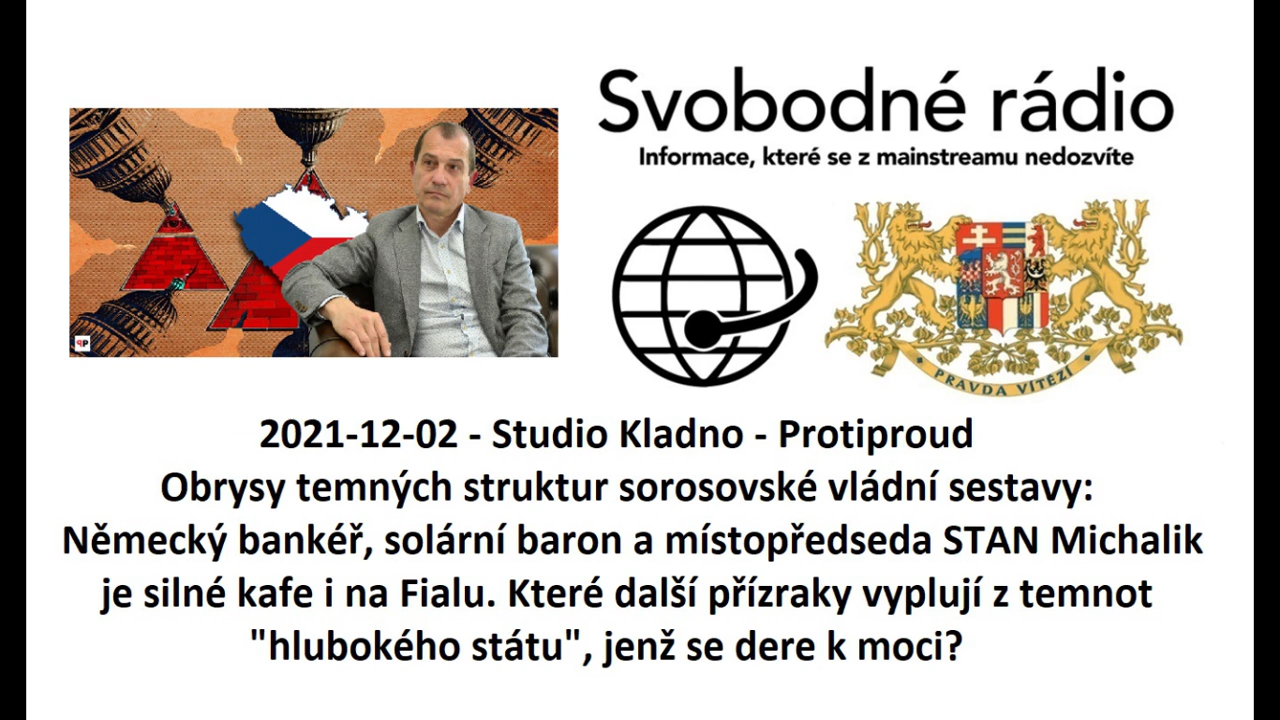 Svobodné rádio
Informace, které se z mainstreamu nedozvíte
PRAVDA VÍTĚZÍ
PP
2021-12-02 - Studio Kladno - Protiproud
Obrysy temných struktur sorosovské vládní sestavy:
Německý bankéř, solární baron a místopředseda STAN Michalik
je silné kafe i na Fialu. Které další přízraky vyplují z temnot
"hlubokého státu", jenž se dere k moci?